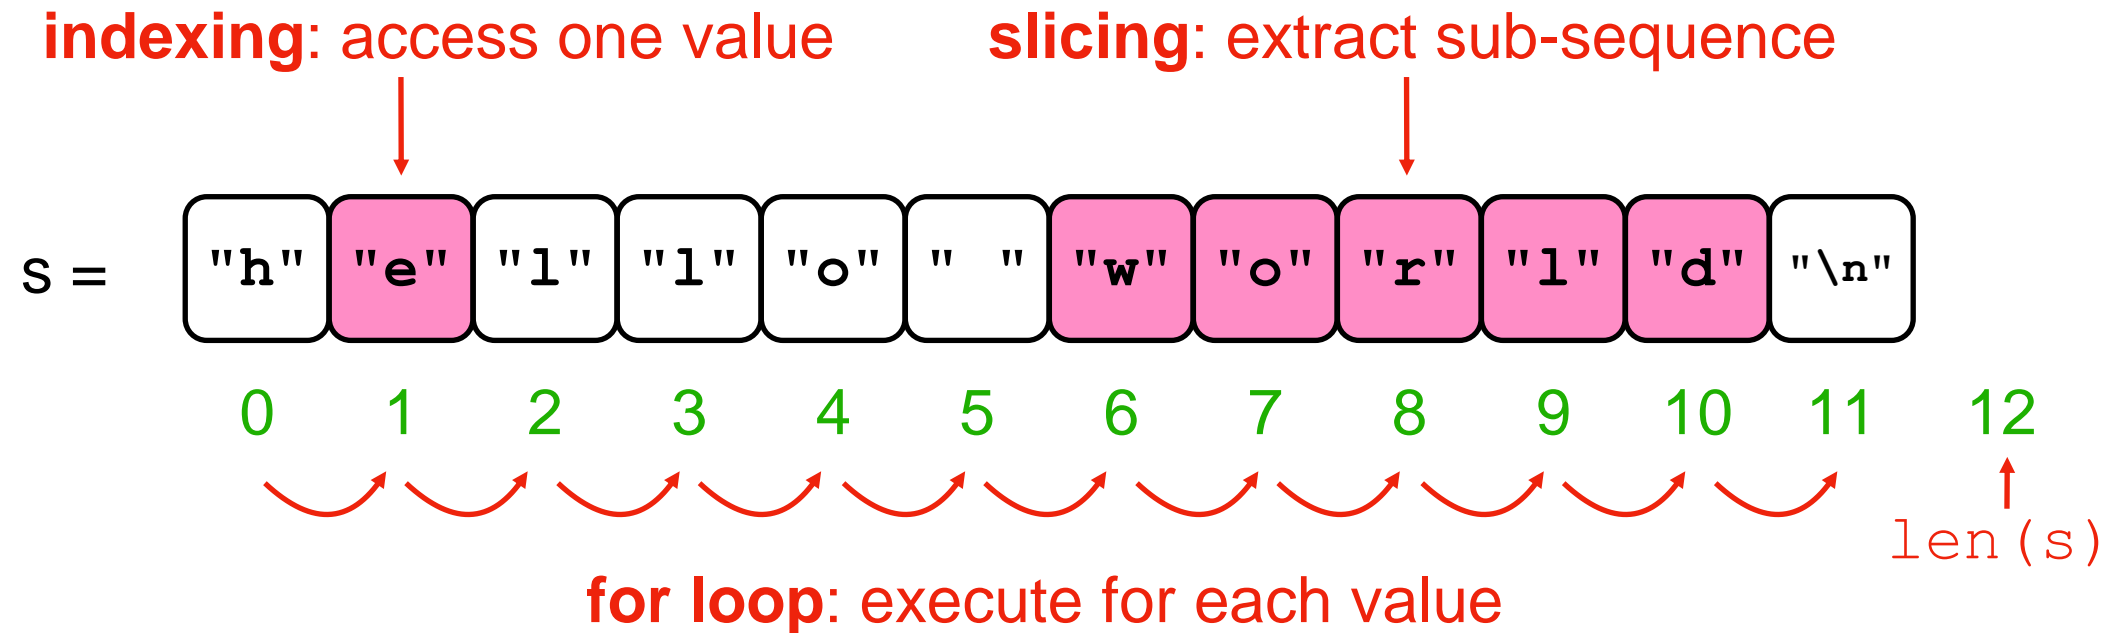 indexing: access one value slicing: extract sub-sequence
s = "h" "e" "l" "l" "o" " " "w" "o" "r" "l" "d" "\n"
0 1 2 3 4 5 6 7 8 9 10 11 12
len(s)
for loop: execute for each value